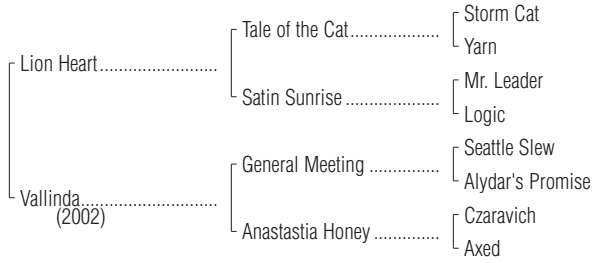 Storm Cat
Tale of the Cat....................
Yarn
Lion Heart..........................
Mr. Leader
Satin Sunrise .....................
Logic
Seattle Slew
General Meeting ................
Alydar's Promise
Vallinda..............................
(2002)
Czaravich
Anastastia Honey...............
Axed